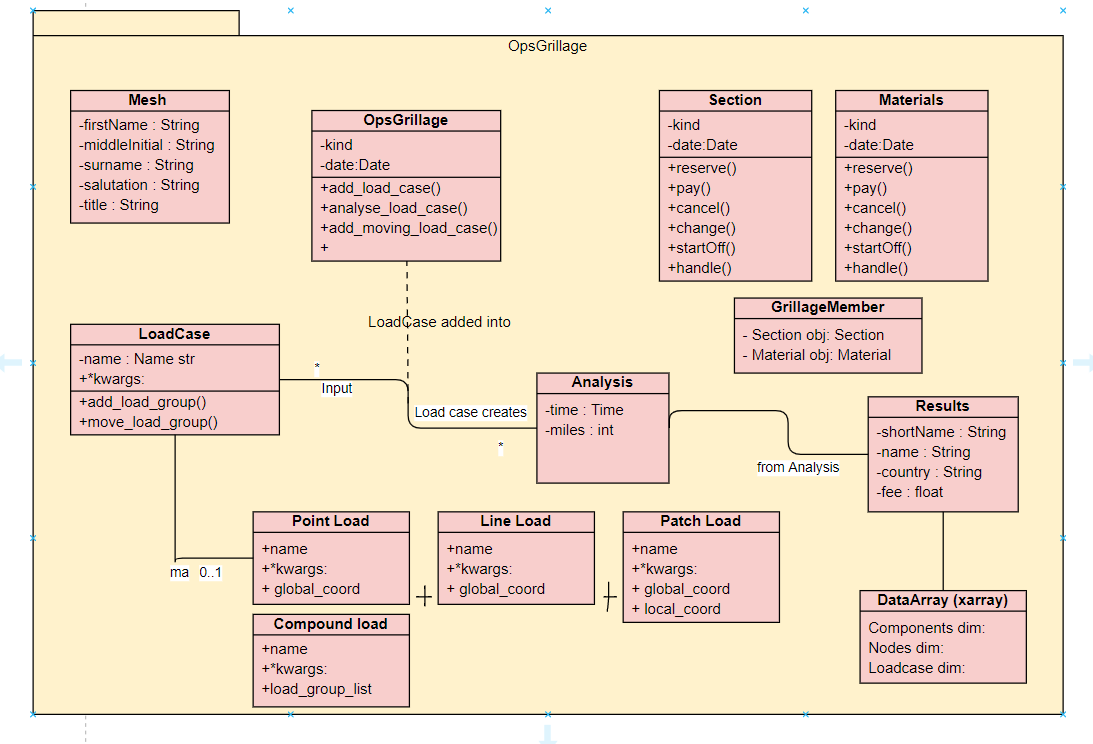 OpsGrillage
Mesh
-firstName : String
-middleInitial : String
-surname : String
-salutation : String
-title : String
OpsGrillage
-kind
-date:Date
+add_load_case()
+analyse_load_case()
+add_moving_load_case()
+
Section
-kind
-date:Date
+reserve()
+pay()
+cancel()
+change()
+startOff()
+handle()
Materials
-kind
-date:Date
+reserve()
+pay()
+cancel()
+change()
+startOff()
+handle()
GrillageMember
- Section obj: Section
- Material obj: Material
LoadCase added into
LoadCase
-name : Name str
+*kwargs:
+add_load_group()
+move_load_group()
*
Input
Load case creates
*
Analysis
-time : Time
-miles : int
from Analysis
Results
-shortName : String
-name : String
-country : String
-fee : float
ma 0..1
Point Load
+name
+*kwargs:
+ global_coord
+
Line Load
+name
+*kwargs:
+ global_coord
+
Patch Load
+name
+*kwargs:
+ global_coord
+ local_coord
Compound load
+name
+*kwargs:
+load_group_list
DataArray (xarray)
Components dim:
Nodes dim:
Loadcase dim: